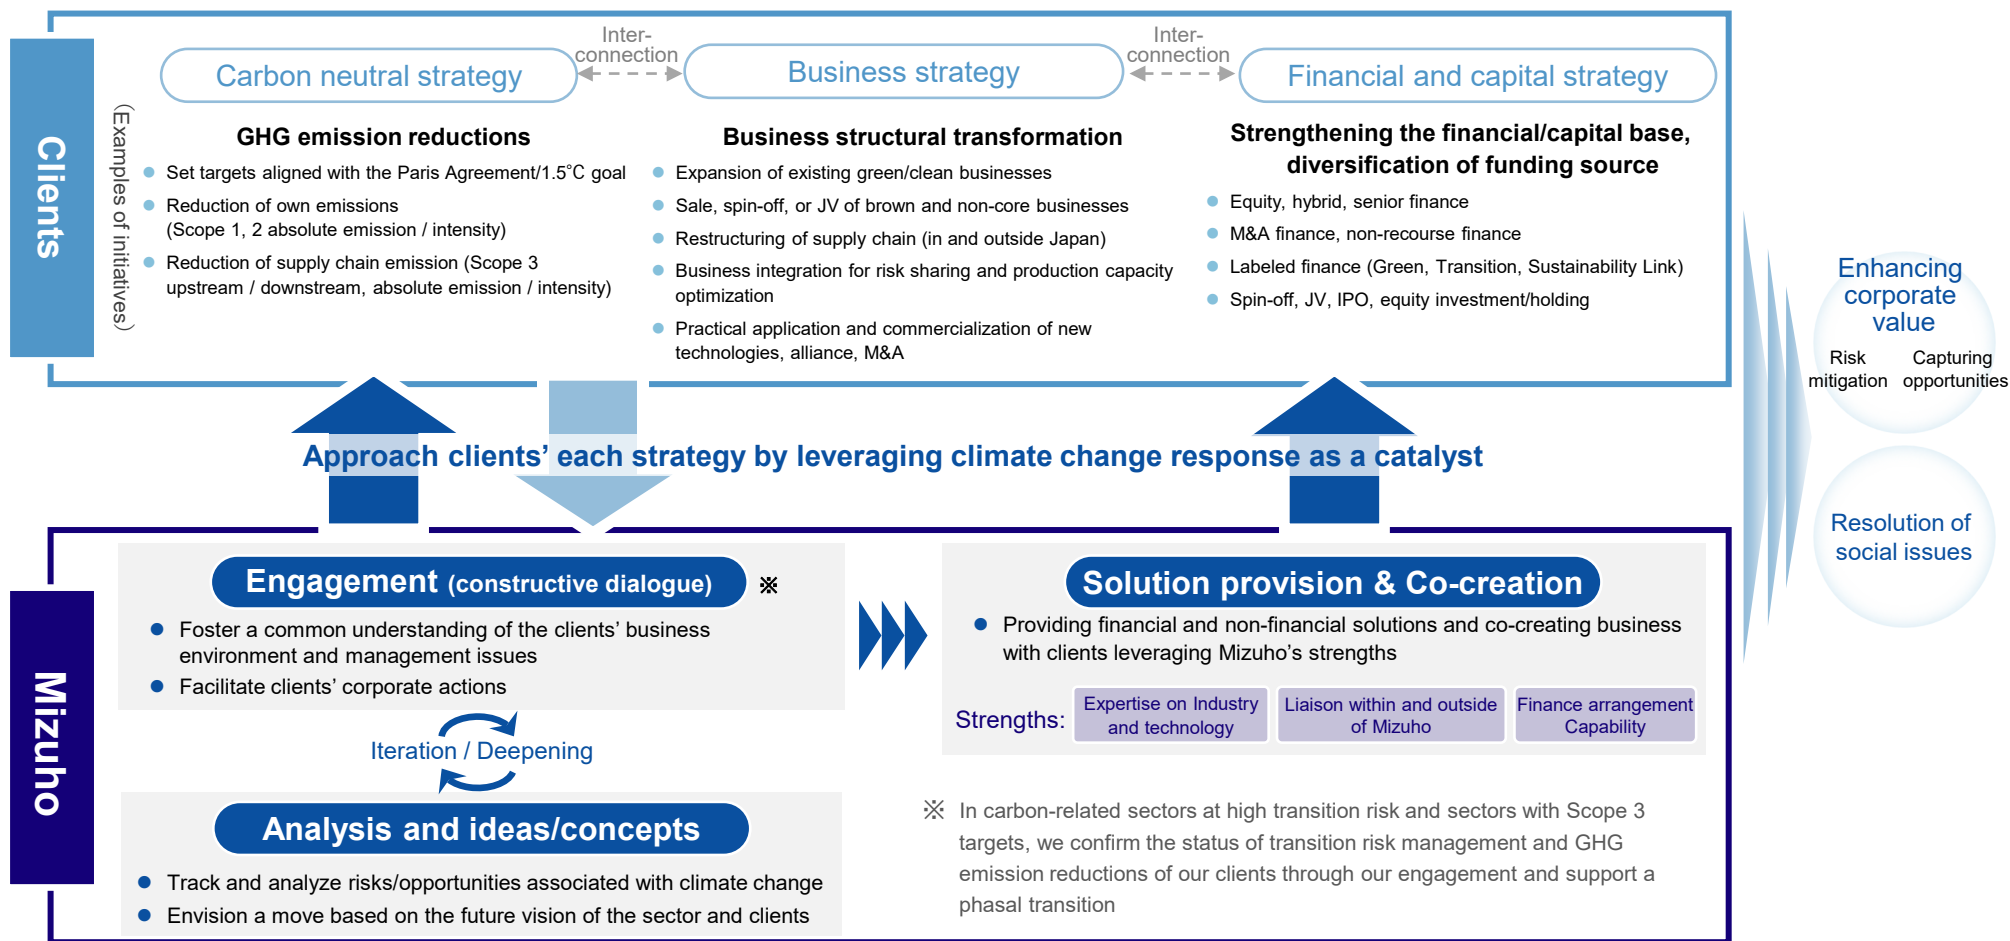 Clients
(Examples of initiatives)
Carbon neutral strategy
Inter-
connection
Business strategy
Inter-
connection
Financial and capital strategy
GHG emission reductions
Set targets aligned with the Paris Agreement/1.5℃ goal
Reduction of own emissions
(Scope 1, 2 absolute emission / intensity)
Reduction of supply chain emission (Scope 3
upstream / downstream, absolute emission / intensity)
Business structural transformation
Expansion of existing green/clean businesses
Sale, spin-off, or JV of brown and non-core businesses
Restructuring of supply chain (in and outside Japan)
Business integration for risk sharing and production capacity
optimization
Practical application and commercialization of new
technologies, alliance, M&A
Strengthening the financial/capital base,
diversification of funding source
Equity, hybrid, senior finance
M&A finance, non-recourse finance
Labeled finance (Green, Transition, Sustainability Link)
Spin-off, JV, IPO, equity investment/holding
Approach clients’ each strategy by leveraging climate change response as a catalyst
Mizuho
Engagement (constructive dialogue) ※
Foster a common understanding of the clients’ business
environment and management issues
Facilitate clients’ corporate actions
Iteration / Deepening
Analysis and ideas/concepts
Track and analyze risks/opportunities associated with climate change
Envision a move based on the future vision of the sector and clients
Solution provision & Co-creation
Providing financial and non-financial solutions and co-creating business
with clients leveraging Mizuho’s strengths
Strengths:
Expertise on Industry
and technology
Liaison within and outside
of Mizuho
Finance arrangement
Capability
※ In carbon-related sectors at high transition risk and sectors with Scope 3
targets, we confirm the status of transition risk management and GHG
emission reductions of our clients through our engagement and support a
phasal transition
Enhancing
corporate
value
Risk
mitigation
Capturing
opportunities
Resolution of
social issues